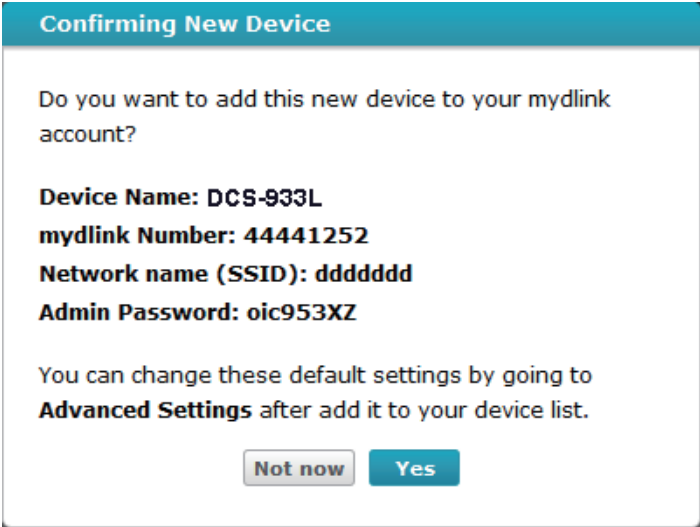 Confirming New Device
Do you want to add this new device to your mydlink
account?
Device Name: DCS-933L
mydlink Number: 44441252
Network name (SSID): ddddddd
Admin Password: oic953XZ
You can change these default settings by going to
Advanced Settings after add it to your device list.
Not now Yes